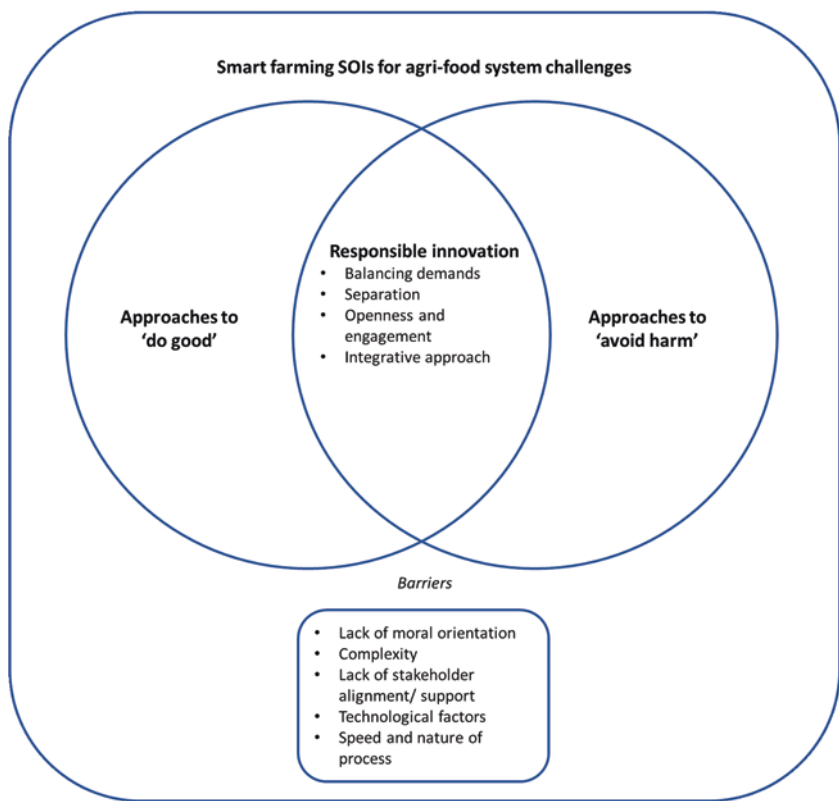 Smart farming SOIs for agri-food system challenges
Responsible innovation
• Balancing demands
• Separation
• Openness and
engagement
• Integrative approach
Approaches to
‘do good’
Approaches to
‘avoid harm’
Barriers
• Lack of moral orientation
• Complexity
• Lack of stakeholder
alignment/ support
• Technological factors
• Speed and nature of
process